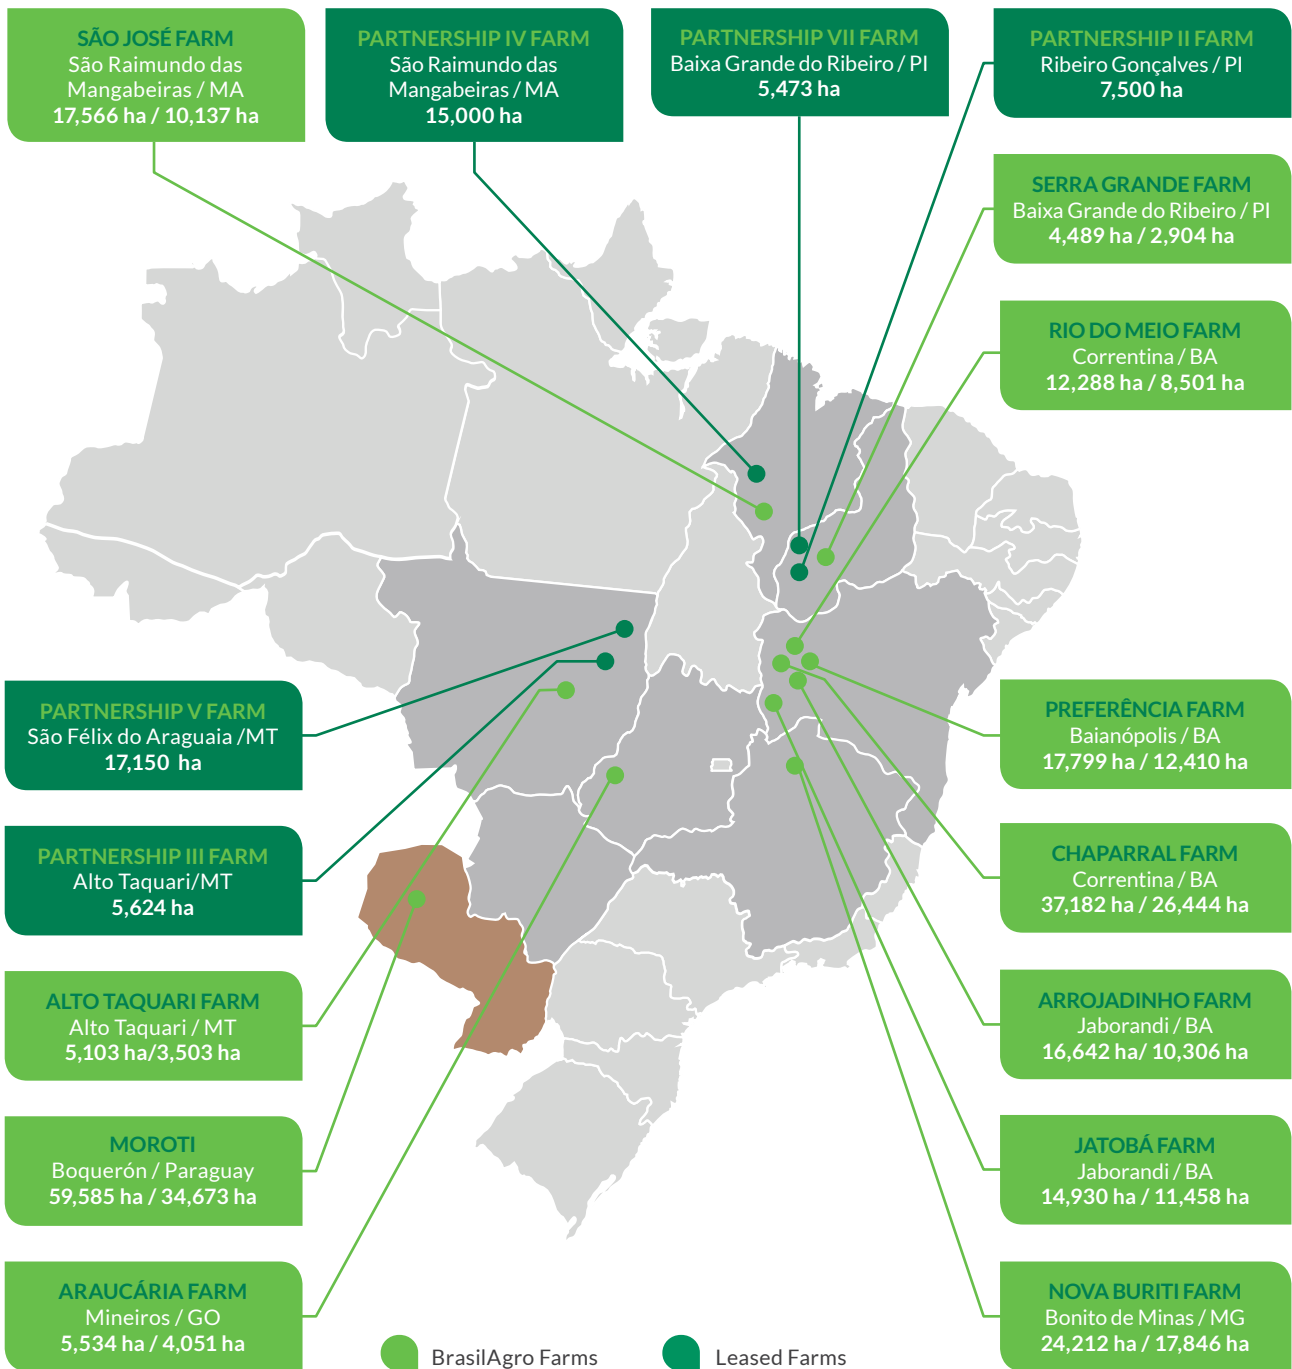 SÃO JOSÉ FARM
São Raimundo das
Mangabeiras / MA
17,566 ha / 10,137 ha
PARTNERSHIP IV FARM
São Raimundo das
Mangabeiras / MA
15,000 ha
PARTNERSHIP VII FARM
Baixa Grande do Ribeiro / PI
5,473 ha
PARTNERSHIP II FARM
Ribeiro Gonçalves / PI
7,500 ha
SERRA GRANDE FARM
Baixa Grande do Ribeiro / PI
4,489 ha / 2,904 ha
RIO DO MEIO FARM
Correntina / BA
12,288 ha / 8,501 ha
PARTNERSHIP V FARM
São Félix do Araguaia /MT
17,150 ha
PARTNERSHIP III FARM
Alto Taquari/MT
5,624 ha
ALTO TAQUARI FARM
Alto Taquari / MT
5,103 ha/3,503 ha
MOROTI
Boquerón / Paraguay
59,585 ha / 34,673 ha
ARAUCÁRIA FARM
Mineiros / GO
5,534 ha / 4,051 ha
PREFERÊNCIA FARM
Baianópolis / BA
17,799 ha / 12,410 ha
CHAPARRAL FARM
Correntina / BA
37,182 ha / 26,444 ha
ARROJADINHO FARM
Jaborandi / BA
16,642 ha/ 10,306 ha
JATOBÁ FARM
Jaborandi / BA
14,930 ha / 11,458 ha
NOVA BURITI FARM
Bonito de Minas / MG
24,212 ha / 17,846 ha
BrasilAgro Farms
Leased Farms